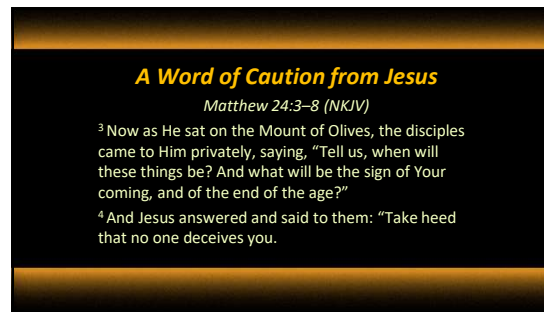 A Word of Caution from Jesus
Matthew 24:3–8 (NKJV)
3 Now as He sat on the Mount of Olives, the disciples
came to Him privately, saying, “Tell us, when will
these things be? And what will be the sign of Your
coming, and of the end of the age?”
4 And Jesus answered and said to them: “Take heed
that no one deceives you.